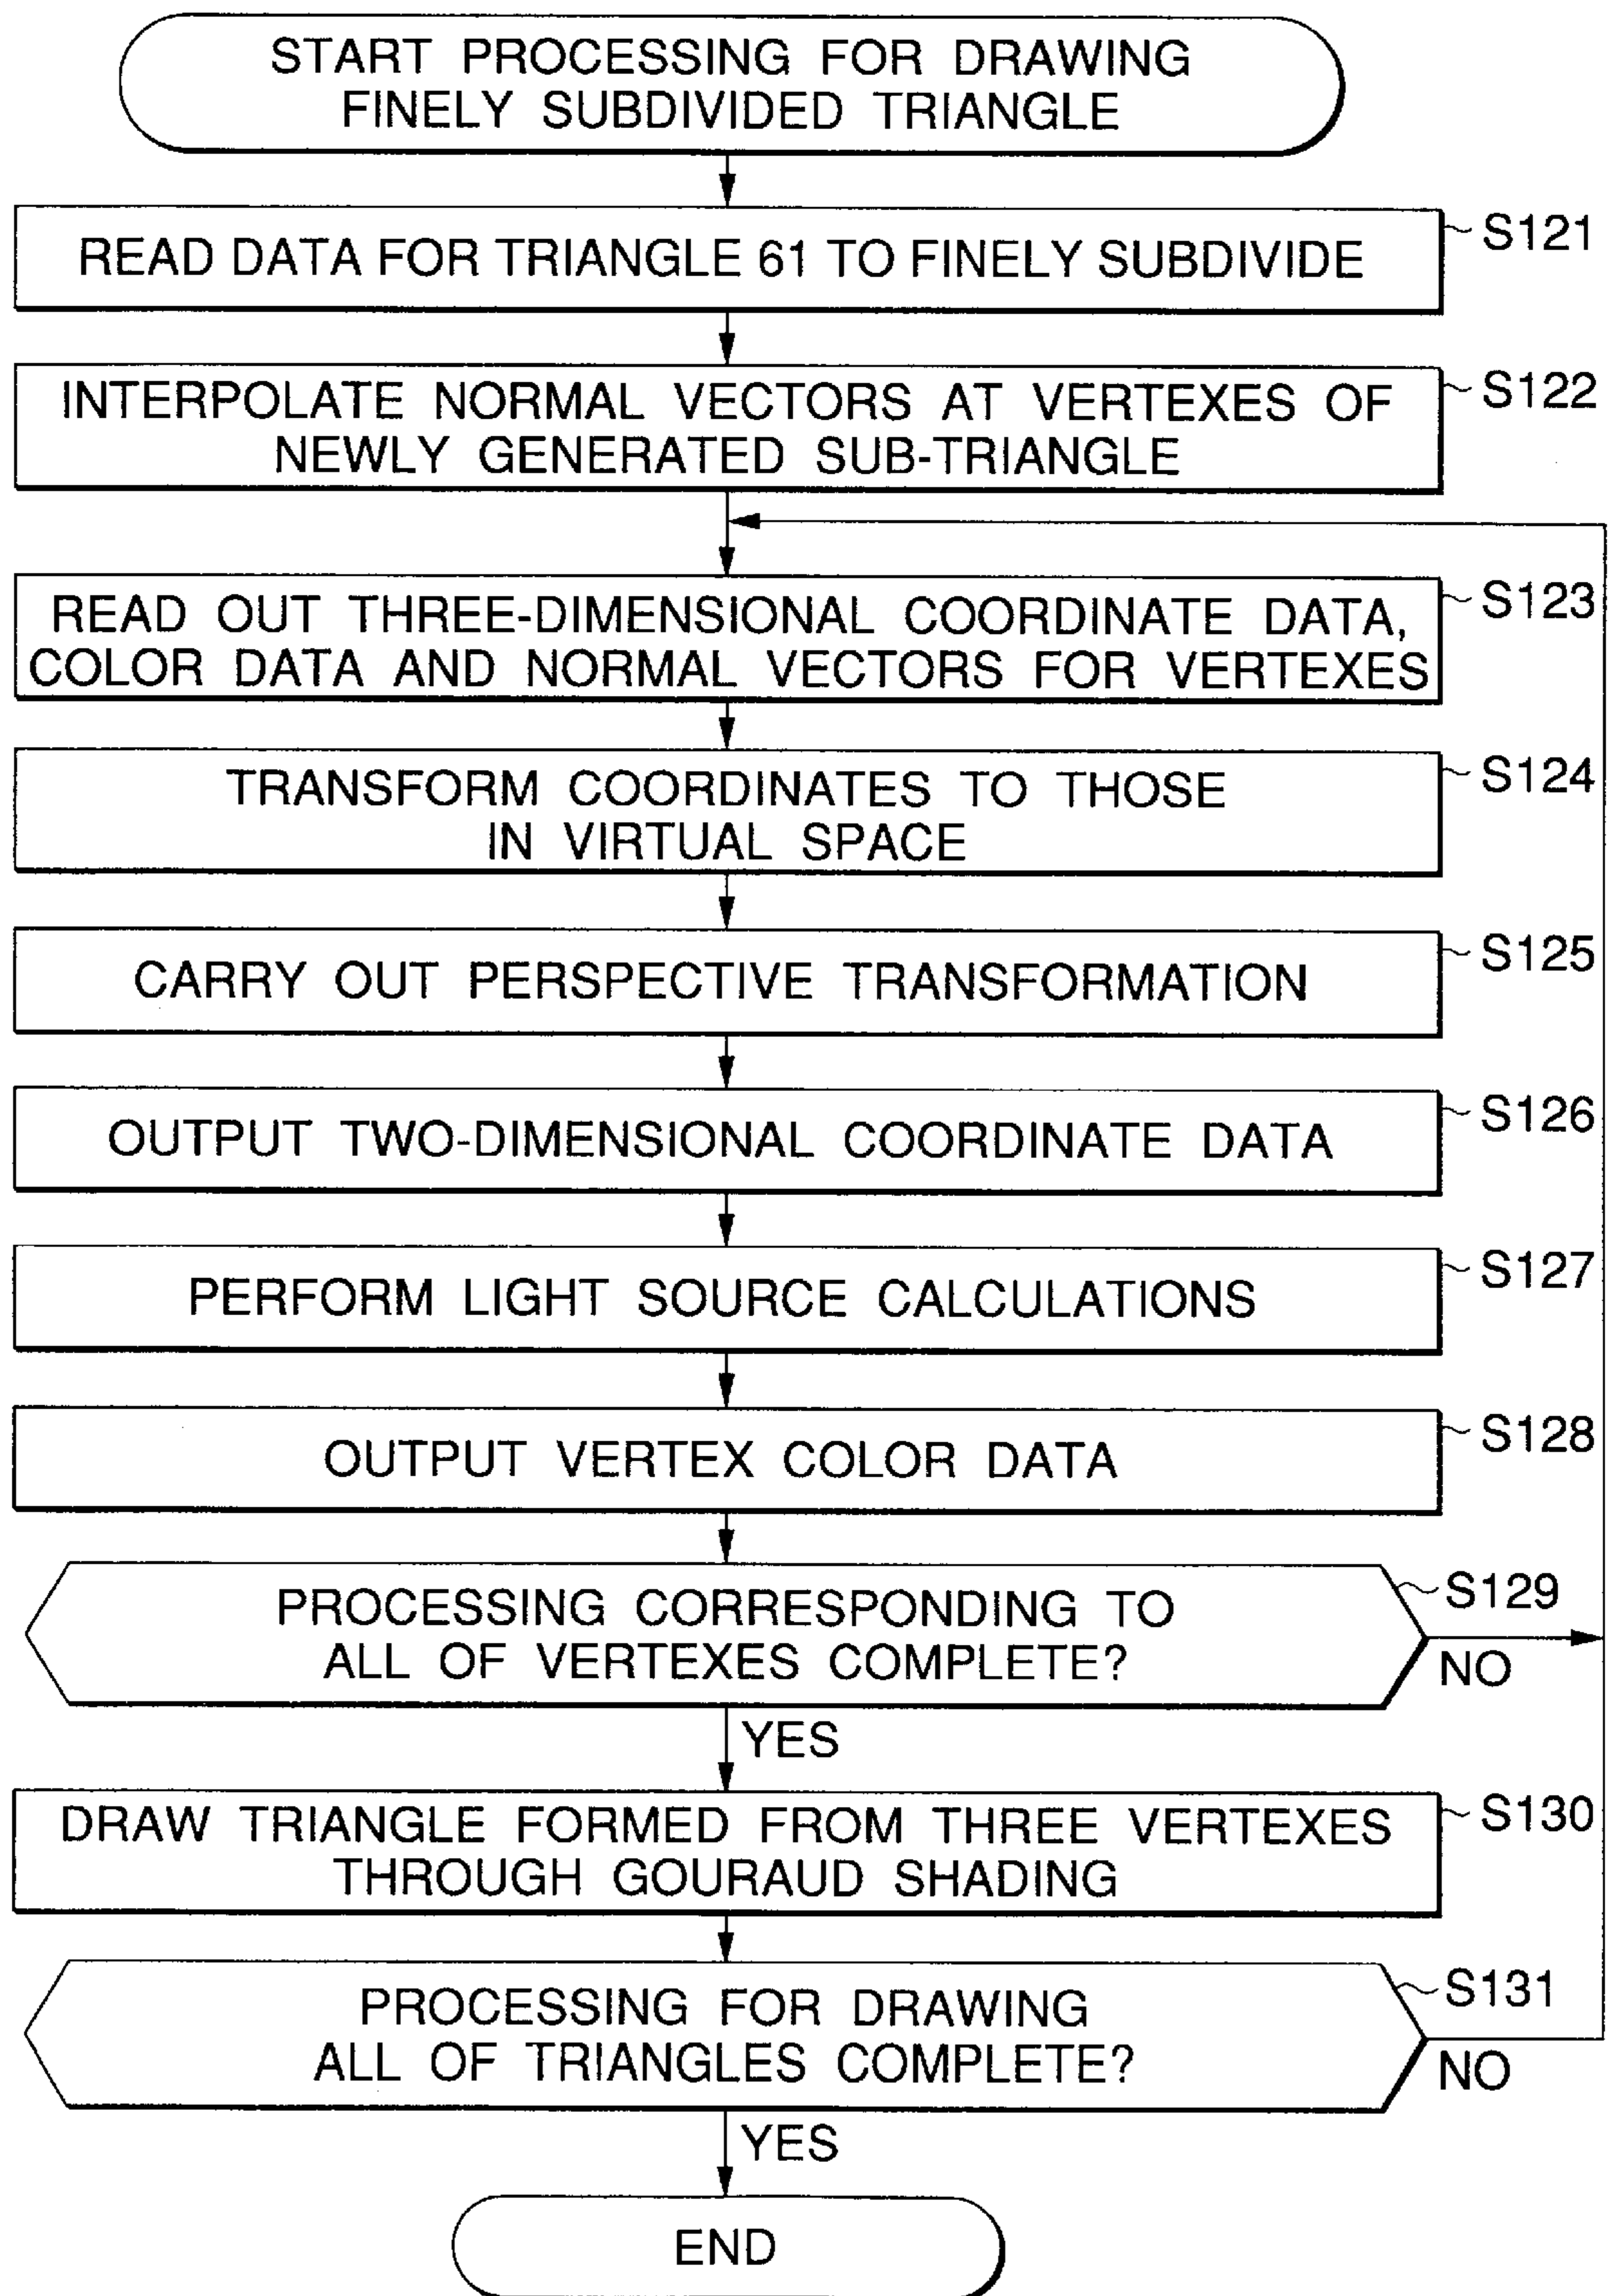 START PROCESSING FOR DRAWING
FINELY SUBDIVIDED TRIANGLE
READ DATA FOR TRIANGLE 61 TO FINELY SUBDIVIDE
S121
INTERPOLATE NORMAL VECTORS AT VERTEXES OF
NEWLY GENERATED SUB-TRIANGLE
S122
READ OUT THREE-DIMENSIONAL COORDINATE DATA,
COLOR DATA AND NORMAL VECTORS FOR VERTEXES
S123
TRANSFORM COORDINATES TO THOSE
IN VIRTUAL SPACE
S124
CARRY OUT PERSPECTIVE TRANSFORMATION
S125
OUTPUT TWO-DIMENSIONAL COORDINATE DATA
S126
PERFORM LIGHT SOURCE CALCULATIONS
S127
OUTPUT VERTEX COLOR DATA
S128
PROCESSING CORRESPONDING TO
ALL OF VERTEXES COMPLETE?
S129
NO
YES
DRAW TRIANGLE FORMED FROM THREE VERTEXES
THROUGH GOURAUD SHADING
S130
PROCESSING FOR DRAWING
ALL OF TRIANGLES COMPLETE?
S131
NO
YES
END